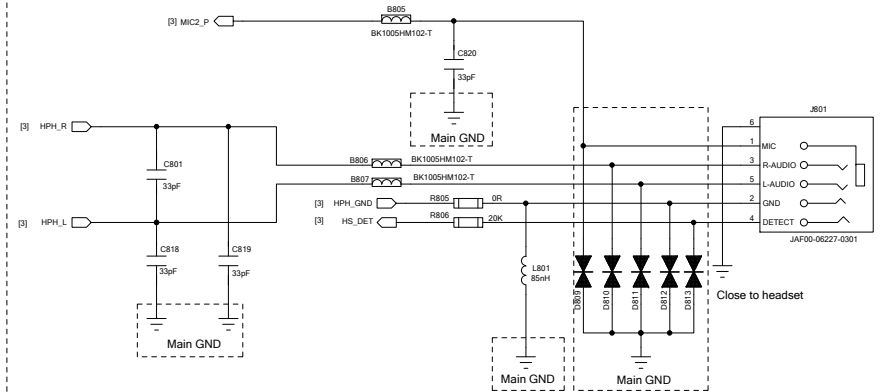 B805
[3] MIC2_P
BK1005HM102-T
C820
33pF
Main GND
J801
6
[3] HPH_R
1 MIC
B806 BK1005HM102-T
3 R-AUDIO
C801
33pF
B807 BK1005HM102-T
5 L-AUDIO
[3] HPH_GND R805 0R
2 GND
[3] HPH_L
[3] HS_DET R806 20K
4 DETECT
JAF00-06227-0301
C818
33pF
C819
33pF
L801
85nH
D809
D810
D811
D812
D813
Close to headset
Main GND
Main GND
Main GND